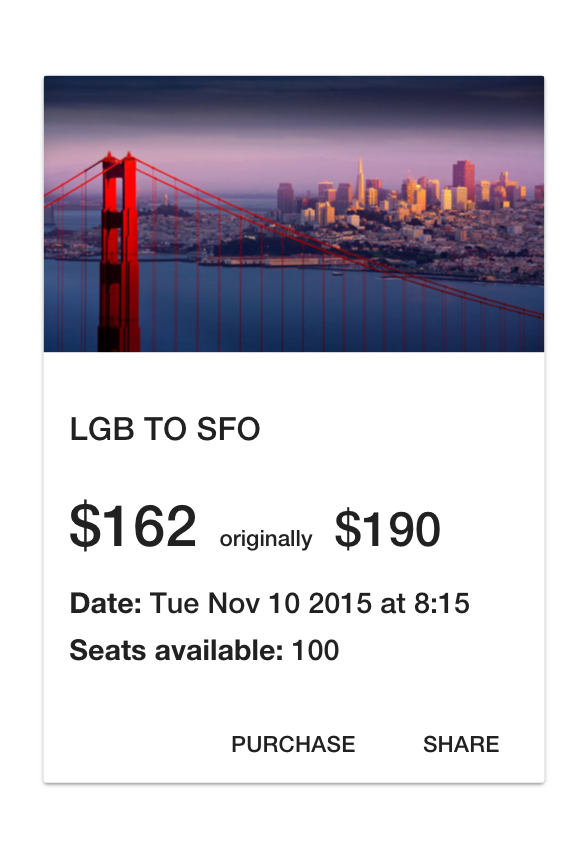 LGB TO SFO
$162 originally $190
Date: Tue Nov 10 2015 at 8:15
Seats available: 100
PURCHASE SHARE